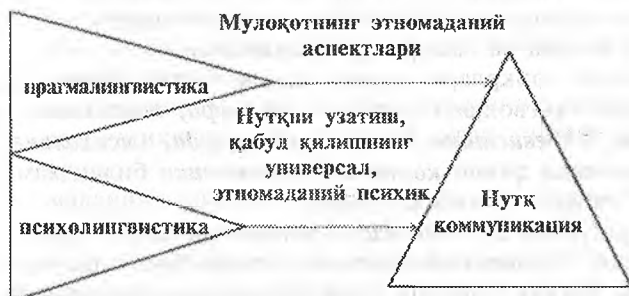 Мулоқотнинг этномаданий
аспектлари
прагмалингвистика
Нутқни узатиш,
қабул қилишнинг
универсал,
этномаданий психик
психолингвистика
Нутқ
коммуникация